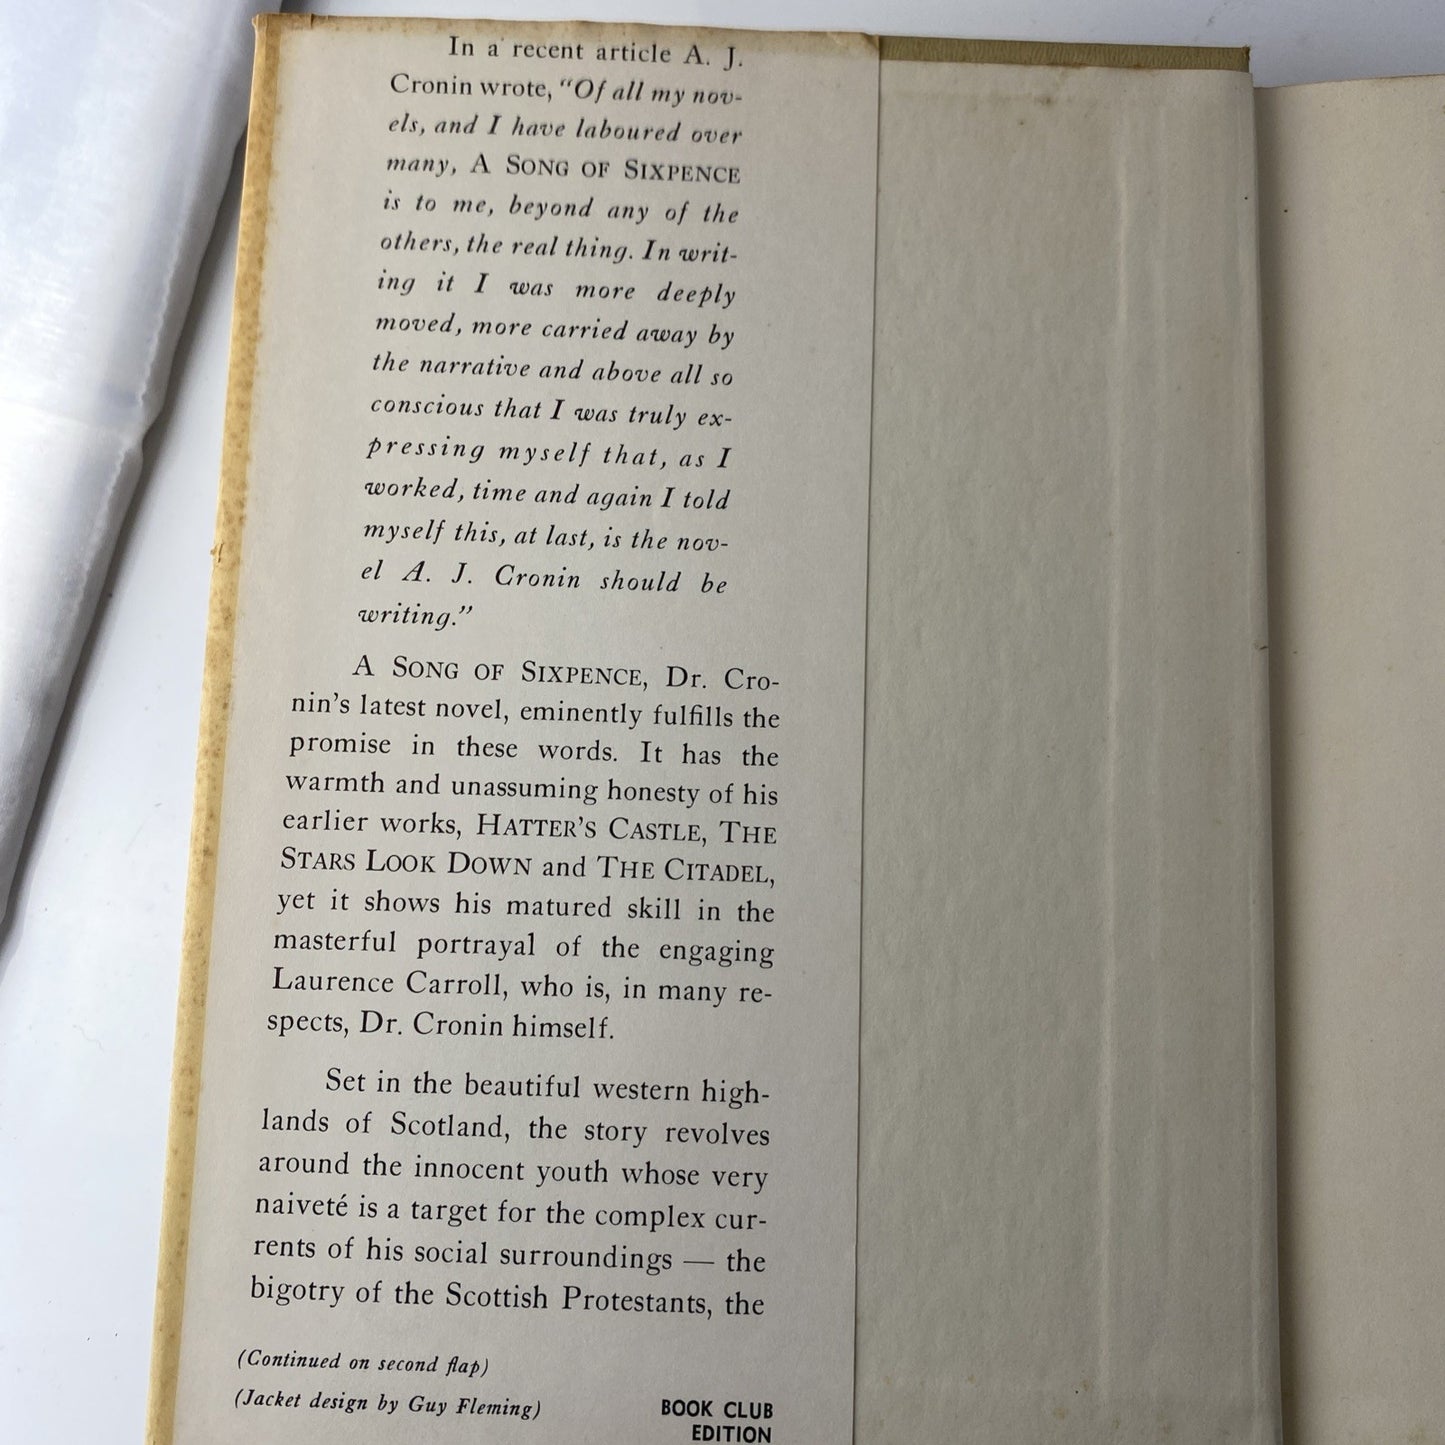 In a recent article A. J.
Cronin wrote, “Of all my nov-
els, and I have laboured over
many, A SONG OF SIXPENCE
is to me, beyond any of the
others, the real thing. In writ-
ing it I was more deeply
moved, more carried away by
the narrative and above all so
conscious that I was truly ex-
pressing myself that, as I
worked, time and again I told
myself this, at last, is the nov-
el A. J. Cronin should be
writing.”
A SONG OF SIXPENCE, Dr. Cro-
nin’s latest novel, eminently fulfills the
promise in these words. It has the
warmth and unassuming honesty of his
earlier works, HATTER’S CASTLE, THE
STARS LOOK DOWN and THE CITADEL,
yet it shows his matured skill in the
masterful portrayal of the engaging
Laurence Carroll, who is, in many re-
spects, Dr. Cronin himself.
Set in the beautiful western high-
lands of Scotland, the story revolves
around the innocent youth whose very
naiveté is a target for the complex cur-
rents of his social surroundings — the
bigotry of the Scottish Protestants, the
(Continued on second flap)
(Jacket design by Guy Fleming)
BOOK CLUB
EDITION